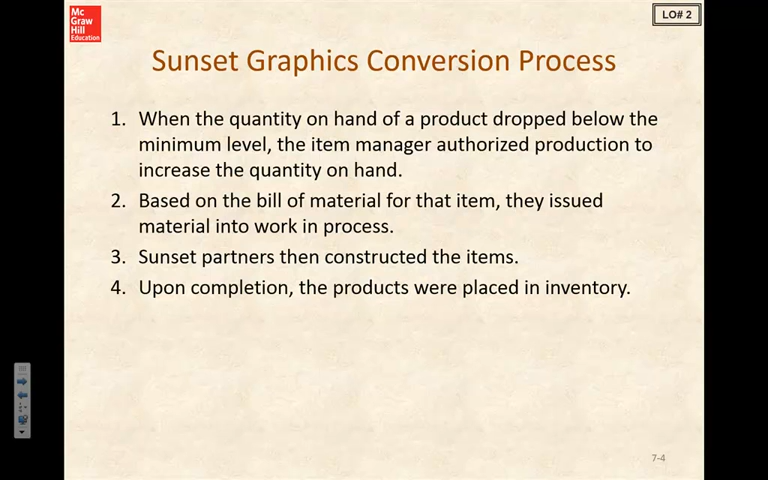 Mc
Graw
Hill
Education
LO# 2
Sunset Graphics Conversion Process
1. When the quantity on hand of a product dropped below the
minimum level, the item manager authorized production to
increase the quantity on hand.
2. Based on the bill of material for that item, they issued
material into work in process.
3. Sunset partners then constructed the items.
4. Upon completion, the products were placed in inventory.
7-4